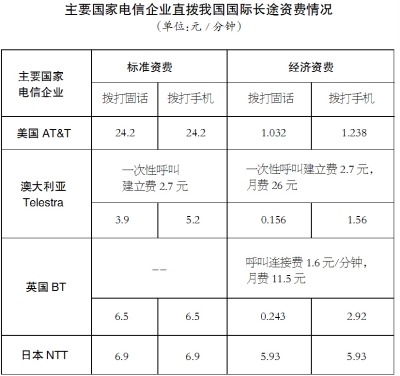 主要国家电信企业直拨我国国际长途资费情况
(单位:元/分钟)
主要国家
电信企业
标准资费
经济资费
拨打固话
拨打手机
拨打固话
拨打手机
美国 AT&T
24.2
24.2
1.032
1.238
澳大利亚
Telestra
一次性呼叫
建立费 2.7 元
一次性呼叫建立费 2.7 元,
月费 26 元
3.9
5.2
0.156
1.56
英国 BT
--
呼叫连接费 1.6 元/分钟,
月费 11.5 元
6.5
6.5
0.243
2.92
日本 NTT
6.9
6.9
5.93
5.93